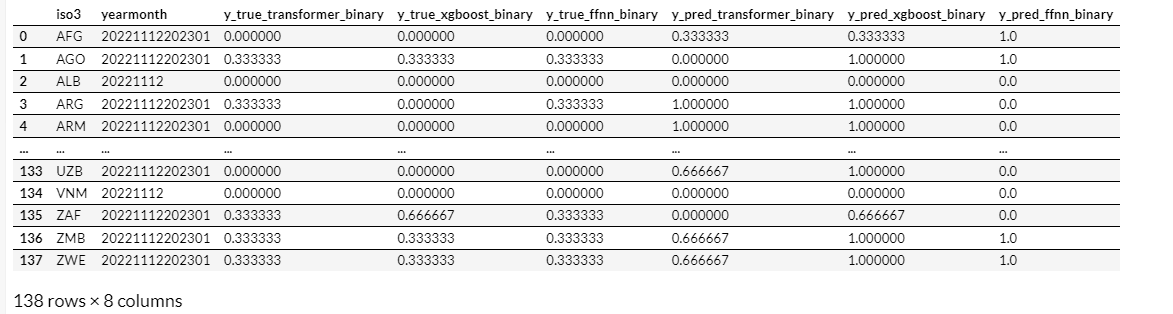 iso3 yearmonth y_true_transformer_binary y_true_xgboost_binary y_true_ffnn_binary y_pred_transformer_binary y_pred_xgboost_binary y_pred_ffnn_binary
0 AFG 20221112202301 0.000000 0.000000 0.000000 0.333333 0.333333 1.0
1 AGO 20221112202301 0.333333 0.333333 0.333333 0.000000 1.000000 1.0
2 ALB 20221112 0.000000 0.000000 0.000000 0.000000 0.000000 0.0
3 ARG 20221112202301 0.333333 0.000000 0.333333 1.000000 1.000000 0.0
4 ARM 20221112202301 0.000000 0.000000 0.000000 1.000000 1.000000 0.0
... ... ... ... ... ... ... ... ...
133 UZB 20221112202301 0.000000 0.000000 0.000000 0.666667 1.000000 0.0
134 VNM 20221112 0.000000 0.000000 0.000000 0.000000 0.000000 0.0
135 ZAF 20221112202301 0.333333 0.666667 0.333333 0.000000 0.666667 0.0
136 ZMB 20221112202301 0.333333 0.333333 0.333333 0.666667 1.000000 1.0
137 ZWE 20221112202301 0.333333 0.333333 0.333333 0.666667 1.000000 1.0
138 rows × 8 columns